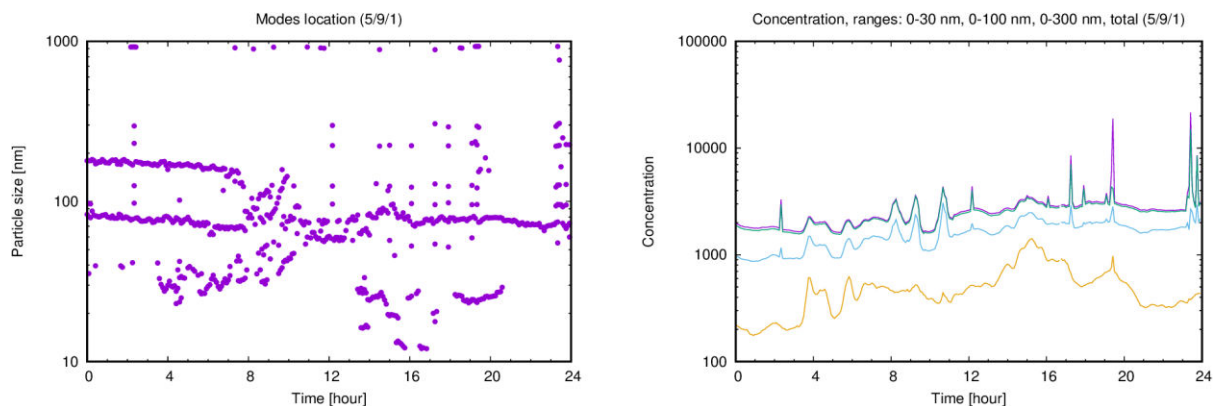 Modes location (5/9/1)
1000
100
10
Particle size [nm]
0 4 8 12 16 20 24
Time [hour]
Concentration, ranges: 0-30 nm, 0-100 nm, 0-300 nm, total (5/9/1)
100000
10000
1000
100
Concentration
0 4 8 12 16 20 24
Time [hour]